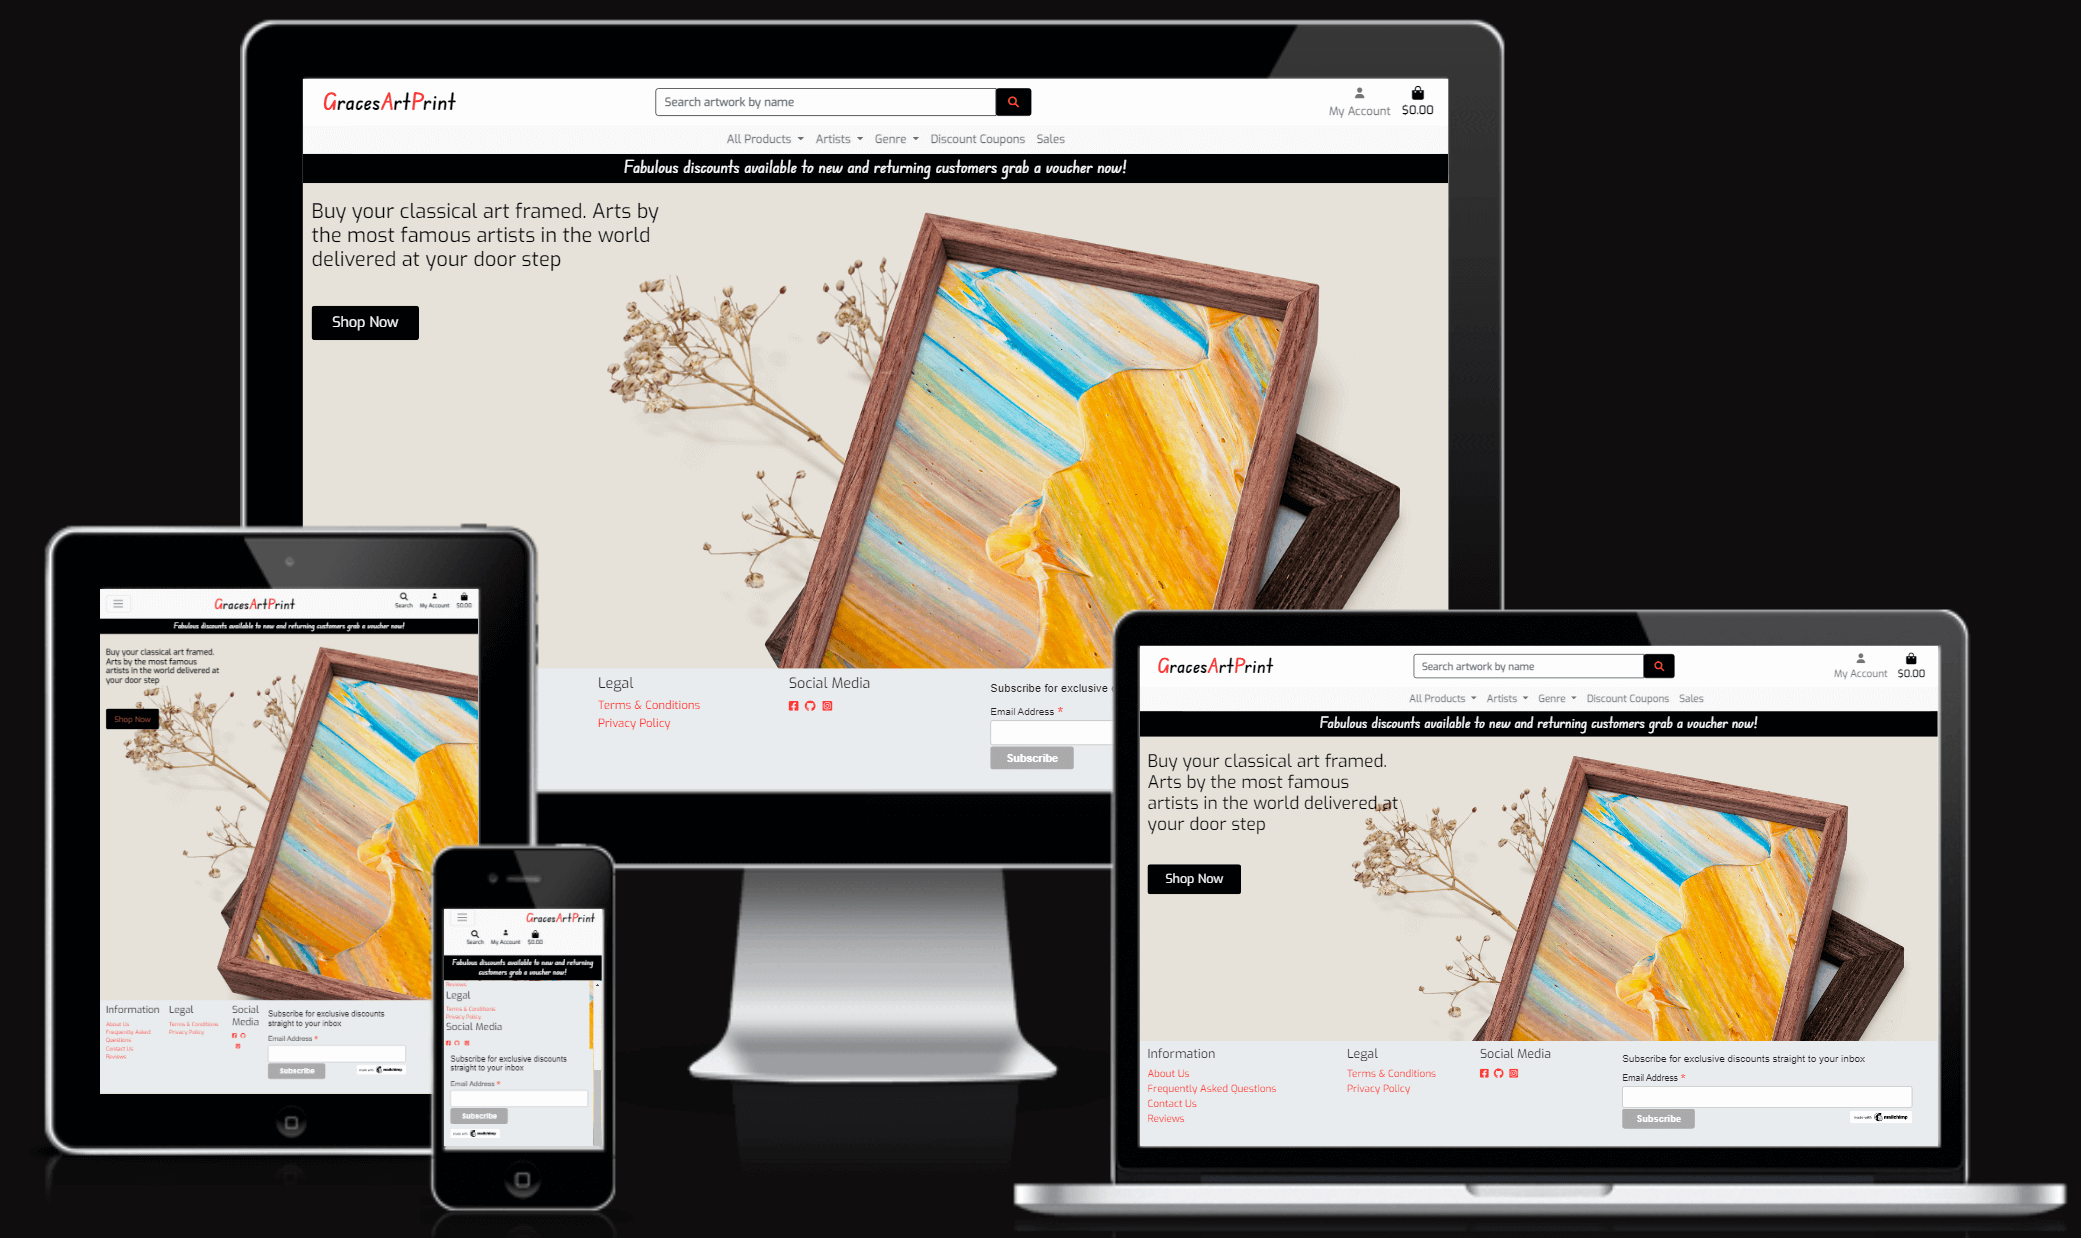 GracesArtPrint
Search artwork by name
My Account
$0.00
All Products Artists Genre Discount Coupons Sales
Fabulous discounts available to new and returning customers grab a voucher now!
Buy your classical art framed. Arts by
the most famous artists in the world
delivered at your door step
Shop Now
Legal
Terms & Conditions
Privacy Policy
Social Media
Subscribe for exclusive
Email Address *
Subscribe
GracesArtPrint
Search
My Account
$0.00
Fabulous discounts available to new and returning customers grab a voucher now!
Buy your classical art framed.
Arts by the most famous
artists in the world delivered at
your door step
Shop Now
Information
About Us
Frequently Asked
Questions
Contact Us
Reviews
Legal
Terms & Conditions
Privacy Policy
Social
Media
Subscribe for exclusive discounts
straight to your inbox
Email Address *
Subscribe
made with mailchimp
GracesArtPrint
Search
My Account
$0.00
Fabulous discounts available to new and returning
customers grab a voucher now!
Reviews
Legal
Terms & Conditions
Privacy Policy
Social Media
Subscribe for exclusive discounts
straight to your inbox
Email Address *
Subscribe
made with mailchimp
GracesArtPrint
Search artwork by name
My Account
$0.00
All Products Artists Genre Discount Coupons Sales
Fabulous discounts available to new and returning customers grab a voucher now!
Buy your classical art framed.
Arts by the most famous
artists in the world delivered at
your door step
Shop Now
Information
About Us
Frequently Asked Questions
Contact Us
Reviews
Legal
Terms & Conditions
Privacy Policy
Social Media
Subscribe for exclusive discounts straight to your inbox
Email Address *
Subscribe
made with mailchimp